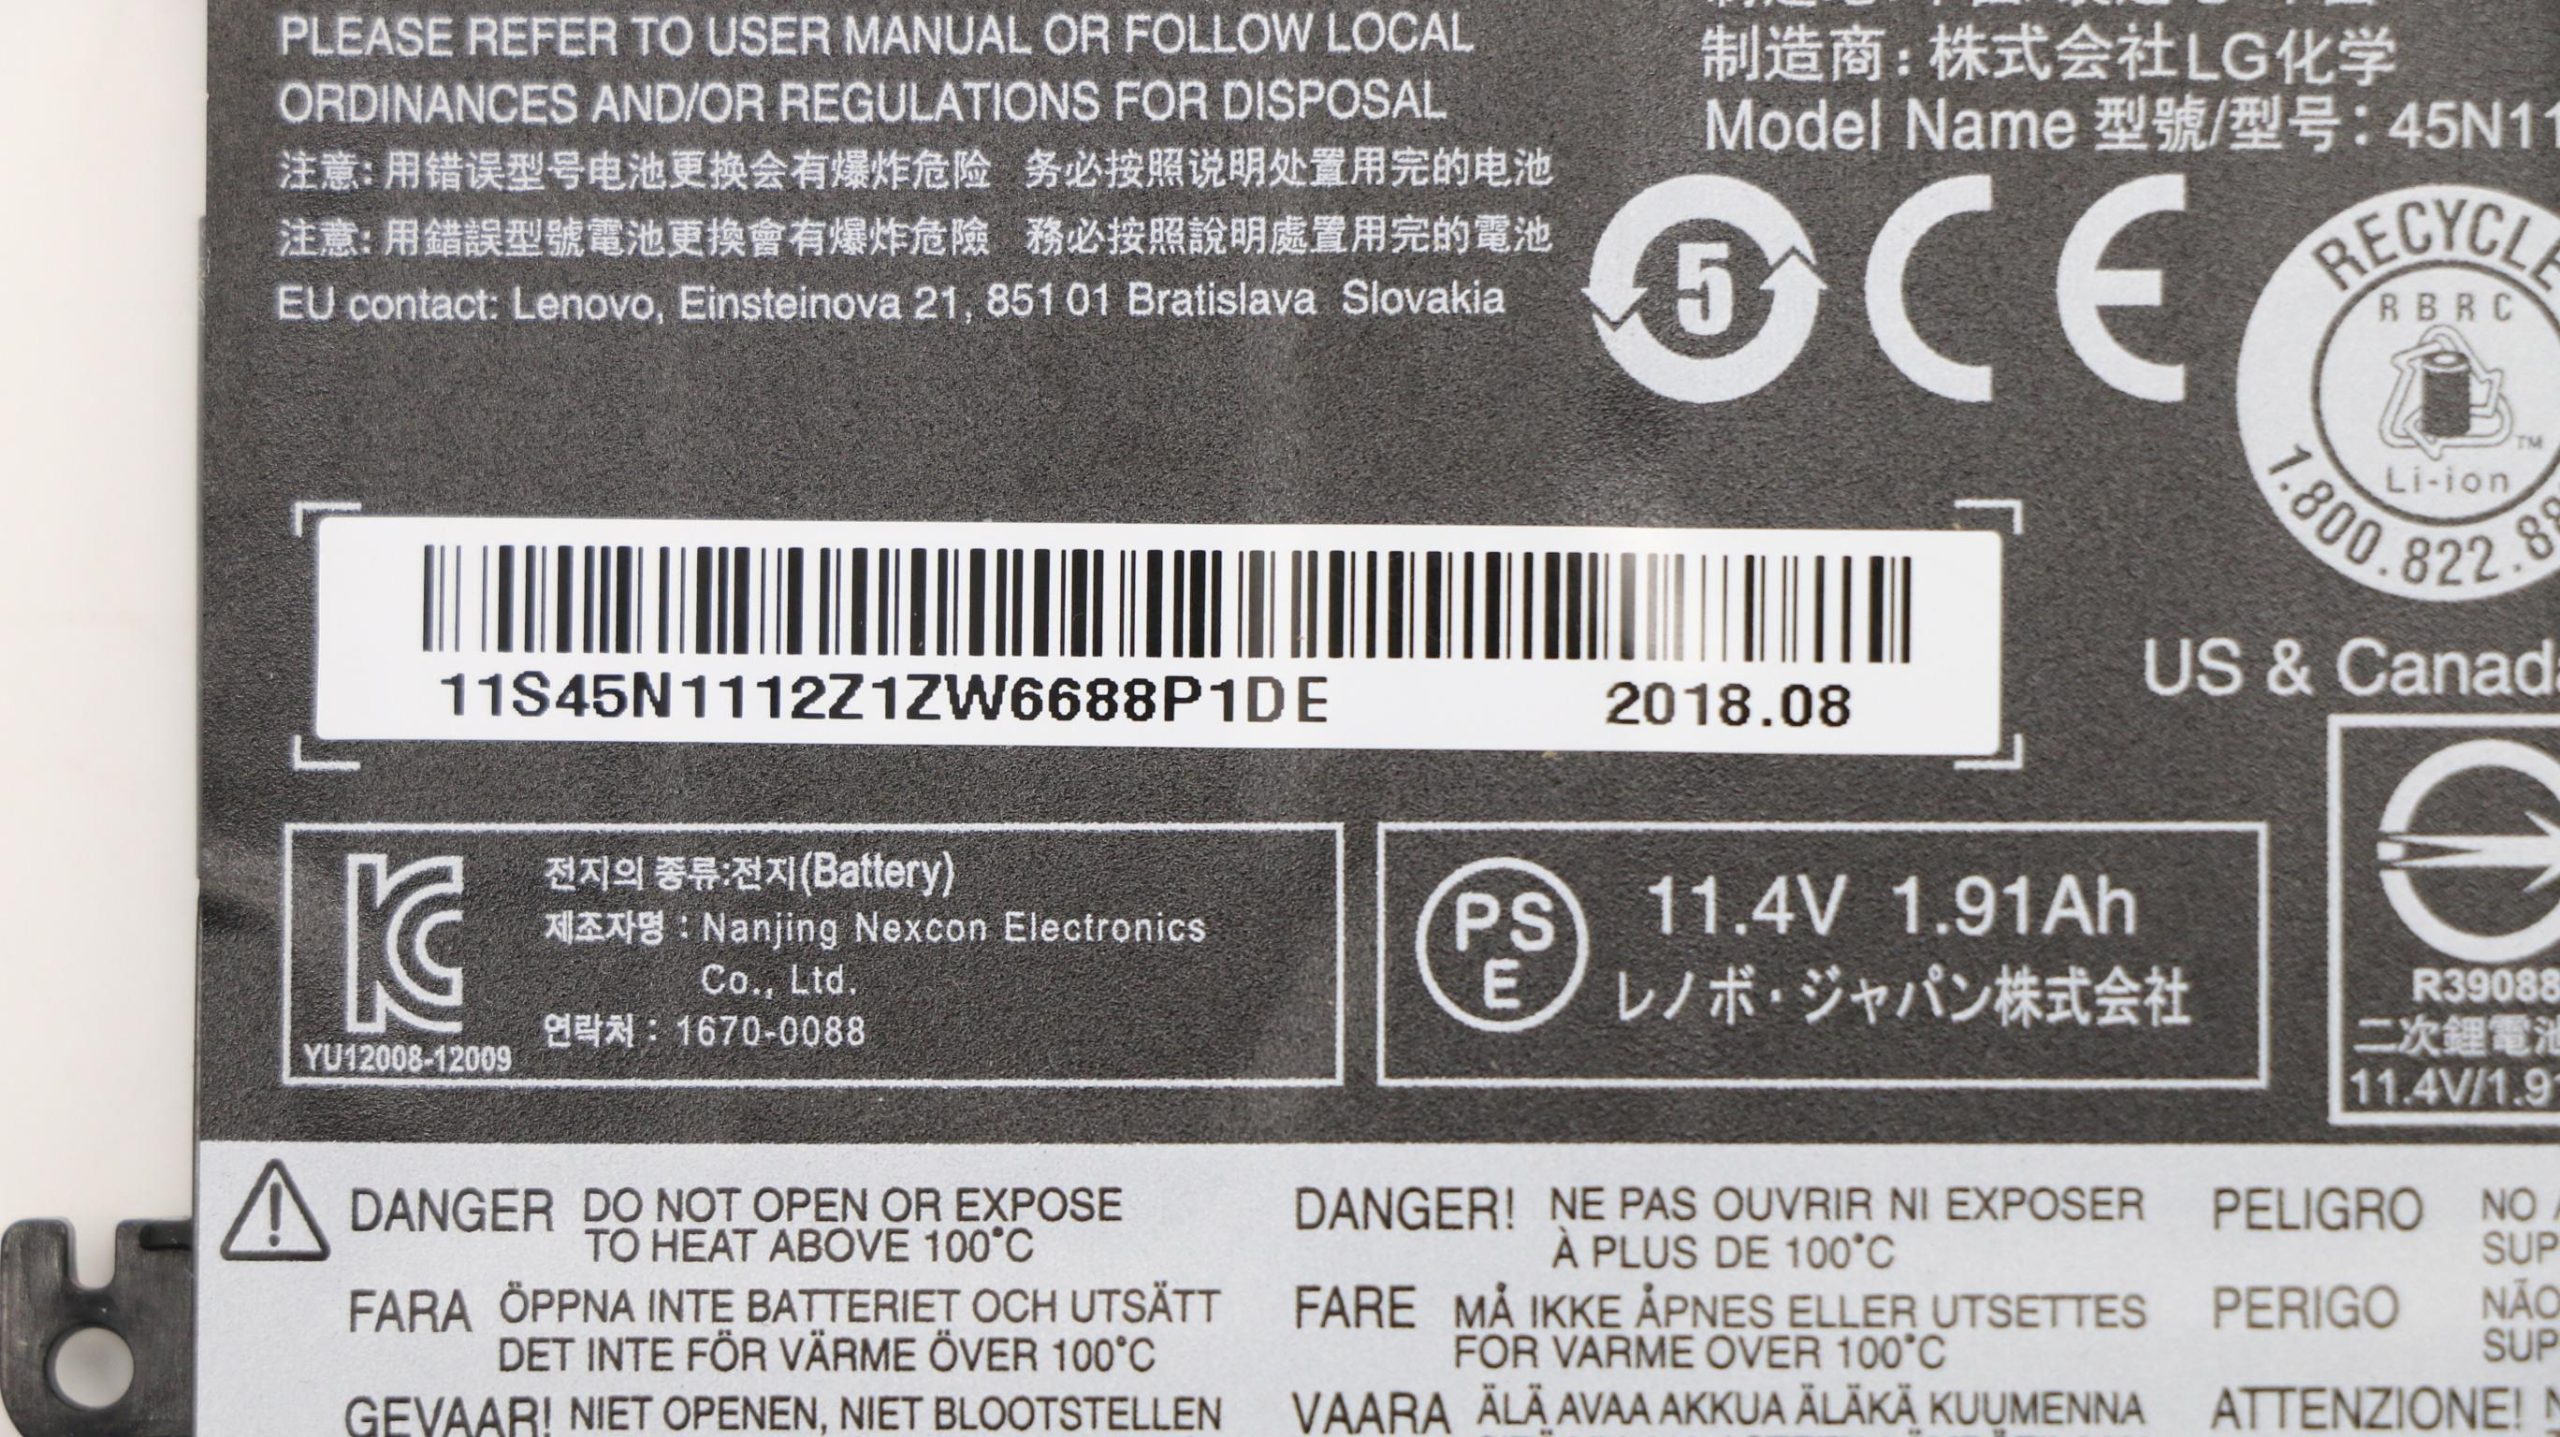 PLEASE REFER TO USER MANUAL OR FOLLOW LOCAL
ORDINANCES AND/OR REGULATIONS FOR DISPOSAL
注意: 用错误型号电池更换会有爆炸危险 务必按照说明处置用完的电池
注意: 用錯誤型號電池更換會有爆炸危險 務必按照說明處置用完的電池
EU contact: Lenovo, Einsteinova 21, 851 01 Bratislava Slovakia
制造商: 株式会社LG化学
Model Name 型號/型号: 45N11
5
CE
RECYCLE
RBRC
TM
Li-ion
1.800.822.88
US & Canada
11S45N1112Z1ZW6688P1DE 2018.08
전지의 종류:전지(Battery)
제조자명 : Nanjing Nexcon Electronics
Co., Ltd.
연락처 : 1670-0088
KC
YU12008-12009
PS
E
11.4V 1.91Ah
レノボ・ジャパン株式会社
R39088
二次鋰電池
11.4V/1.91
DANGER DO NOT OPEN OR EXPOSE
TO HEAT ABOVE 100°C
FARA ÖPPNA INTE BATTERIET OCH UTSÄTT
DET INTE FÖR VÄRME ÖVER 100°C
GEVAAR! NIET OPENEN, NIET BLOOTSTELLEN
DANGER! NE PAS OUVRIR NI EXPOSER
À PLUS DE 100°C
FARE MÅ IKKE ÅPNES ELLER UTSETTES
FOR VARME OVER 100°C
VAARA ÄLÄ AVAA AKKUA ÄLÄKÄ KUUMENNA
PELIGRO NO A
SUP
PERIGO NÃO
SUP
ATTENZIONE! N